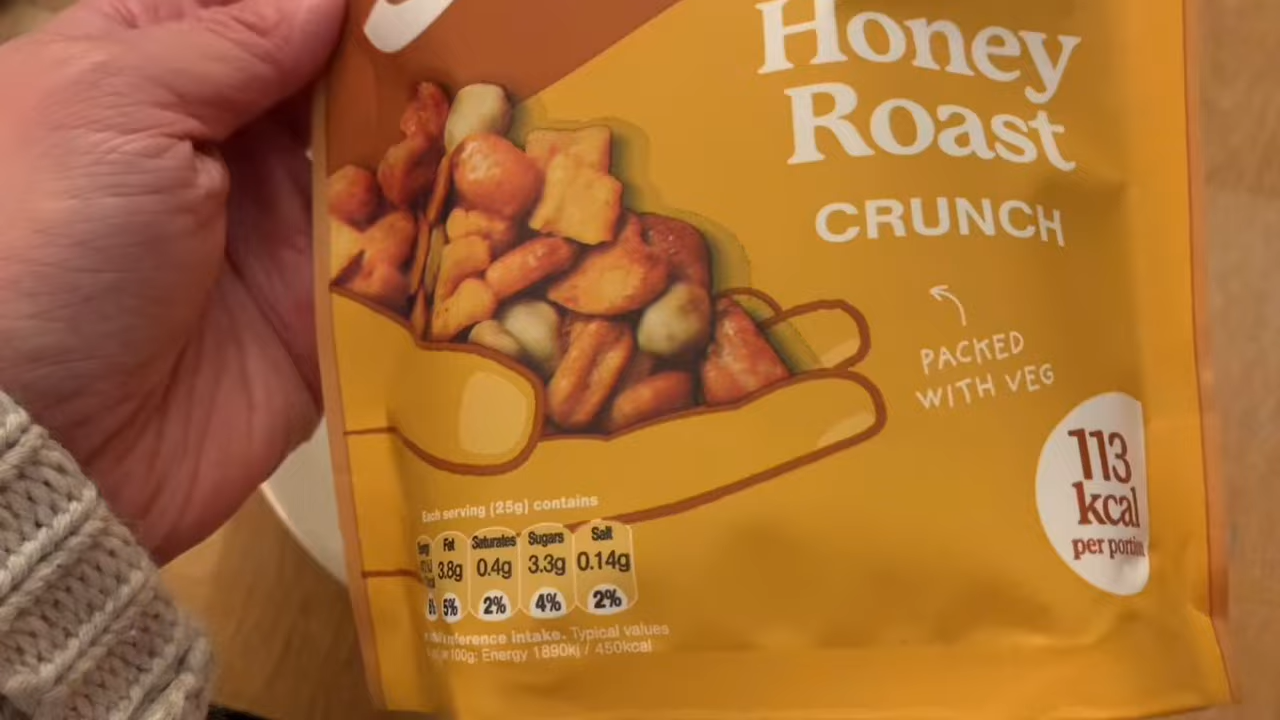 Honey
Roast
CRUNCH
PACKED
WITH VEG
113
kcal
per portion
Each serving (25g) contains
Fat Saturates Sugars Salt
3.8g 0.4g 3.3g 0.14g
5% 2% 4% 2%
reference intake. Typical values
100g: Energy 1890kj / 450kcal